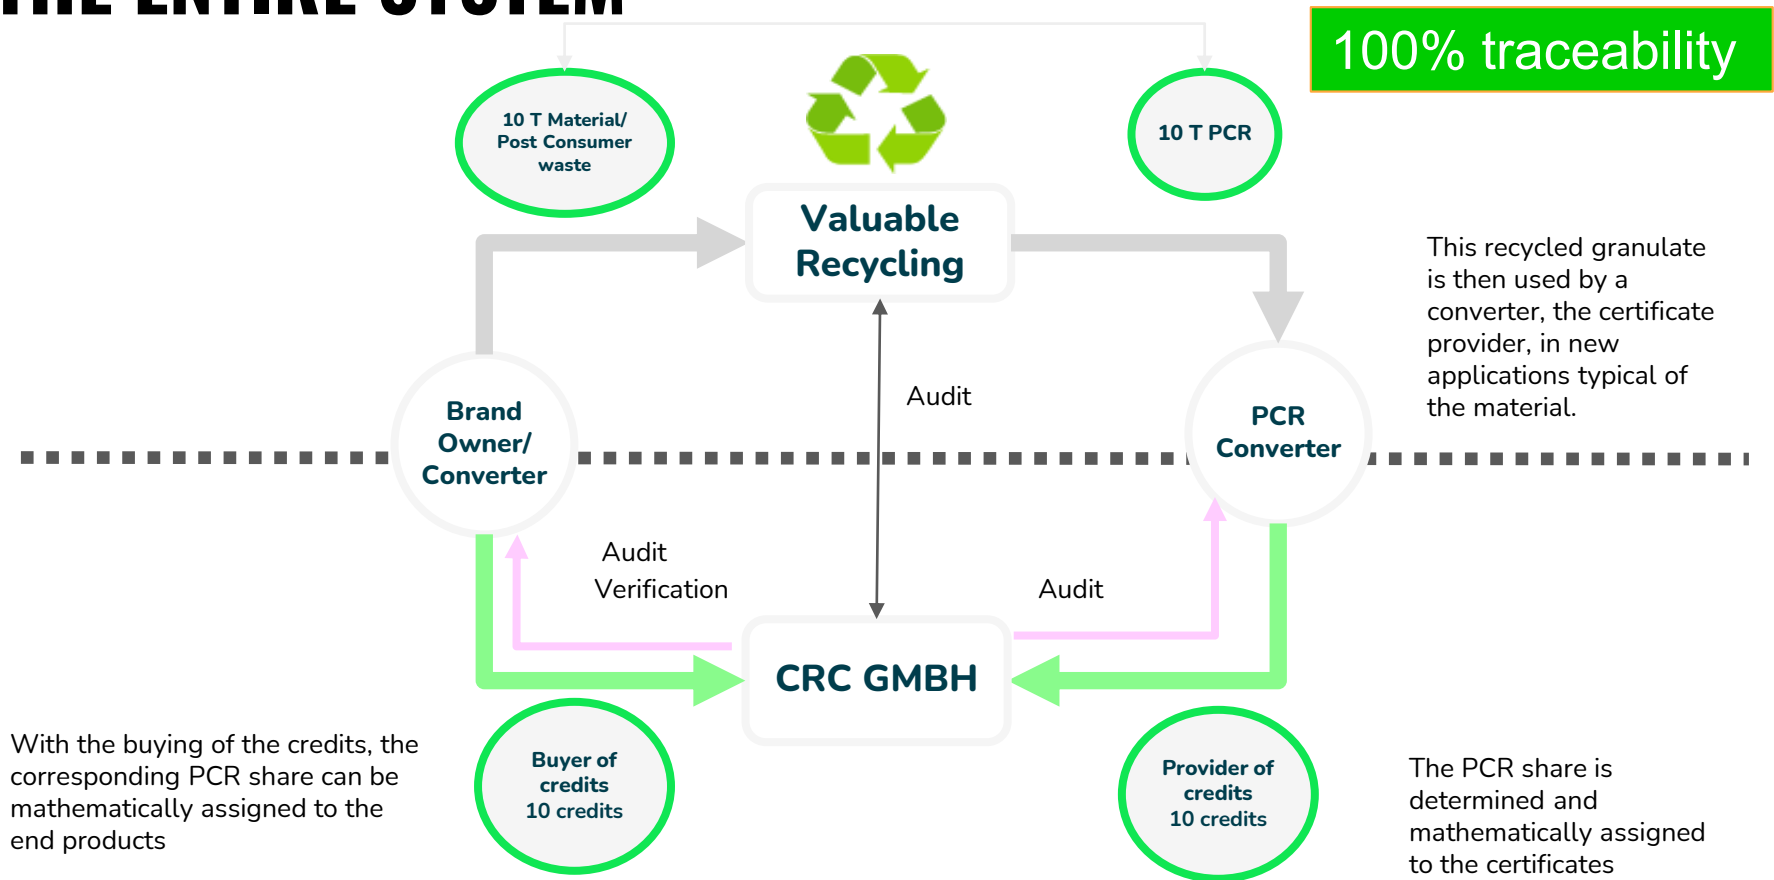 THE ENTIRE SYSTEM
100% traceability
10 T Material/
Post Consumer
waste
10 T PCR
Valuable
Recycling
This recycled granulate
is then used by a
converter, the certificate
provider, in new
applications typical of
the material.
Audit
Brand
Owner/
Converter
PCR
Converter
Audit
Verification
Audit
CRC GMBH
With the buying of the credits, the
corresponding PCR share can be
mathematically assigned to the
end products
Buyer of
credits
10 credits
Provider of
credits
10 credits
The PCR share is
determined and
mathematically assigned
to the certificates